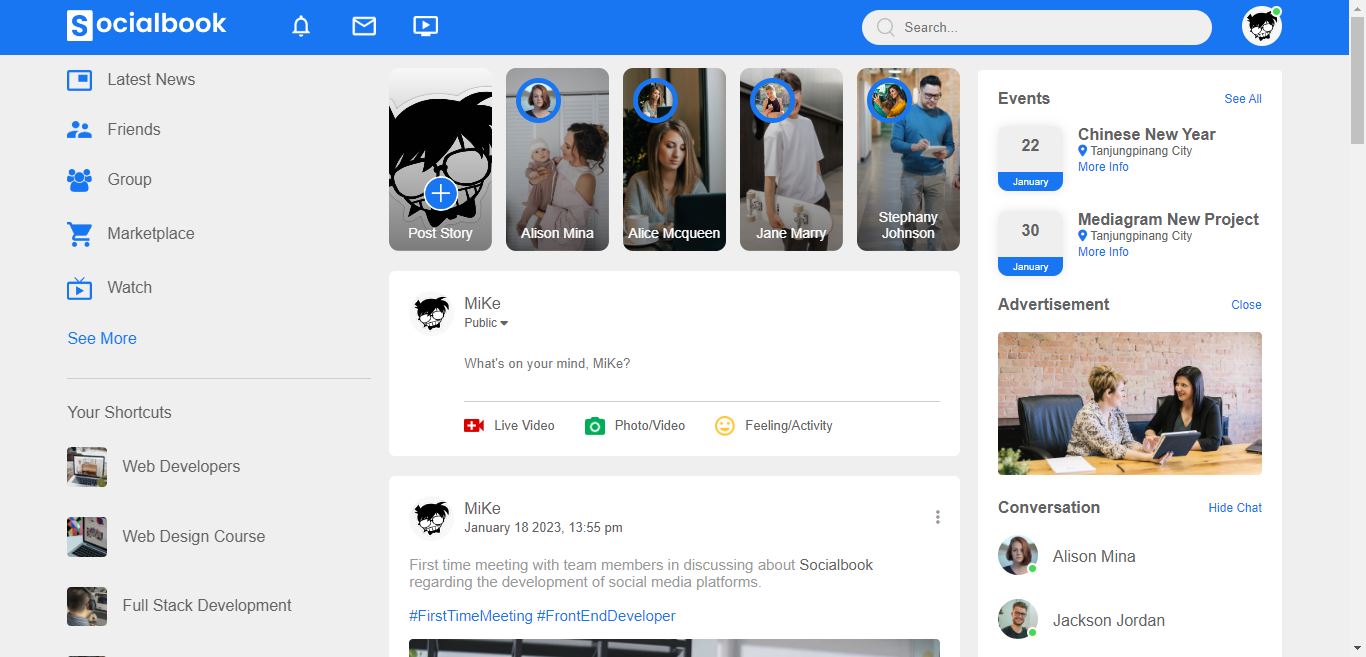 Socialbook
Search...
Latest News
Friends
Group
Marketplace
Watch
See More
Your Shortcuts
Web Developers
Web Design Course
Full Stack Development
Post Story
Alison Mina
Alice Mcqueen
Jane Marry
Stephany
Johnson
MiKe
Public
What's on your mind, MiKe?
Live Video
Photo/Video
Feeling/Activity
MiKe
January 18 2023, 13:55 pm
First time meeting with team members in discussing about Socialbook
regarding the development of social media platforms.
#FirstTimeMeeting #FrontEndDeveloper
Events
See All
22
January
Chinese New Year
Tanjungpinang City
More Info
30
January
Mediagram New Project
Tanjungpinang City
More Info
Advertisement
Close
Conversation
Hide Chat
Alison Mina
Jackson Jordan